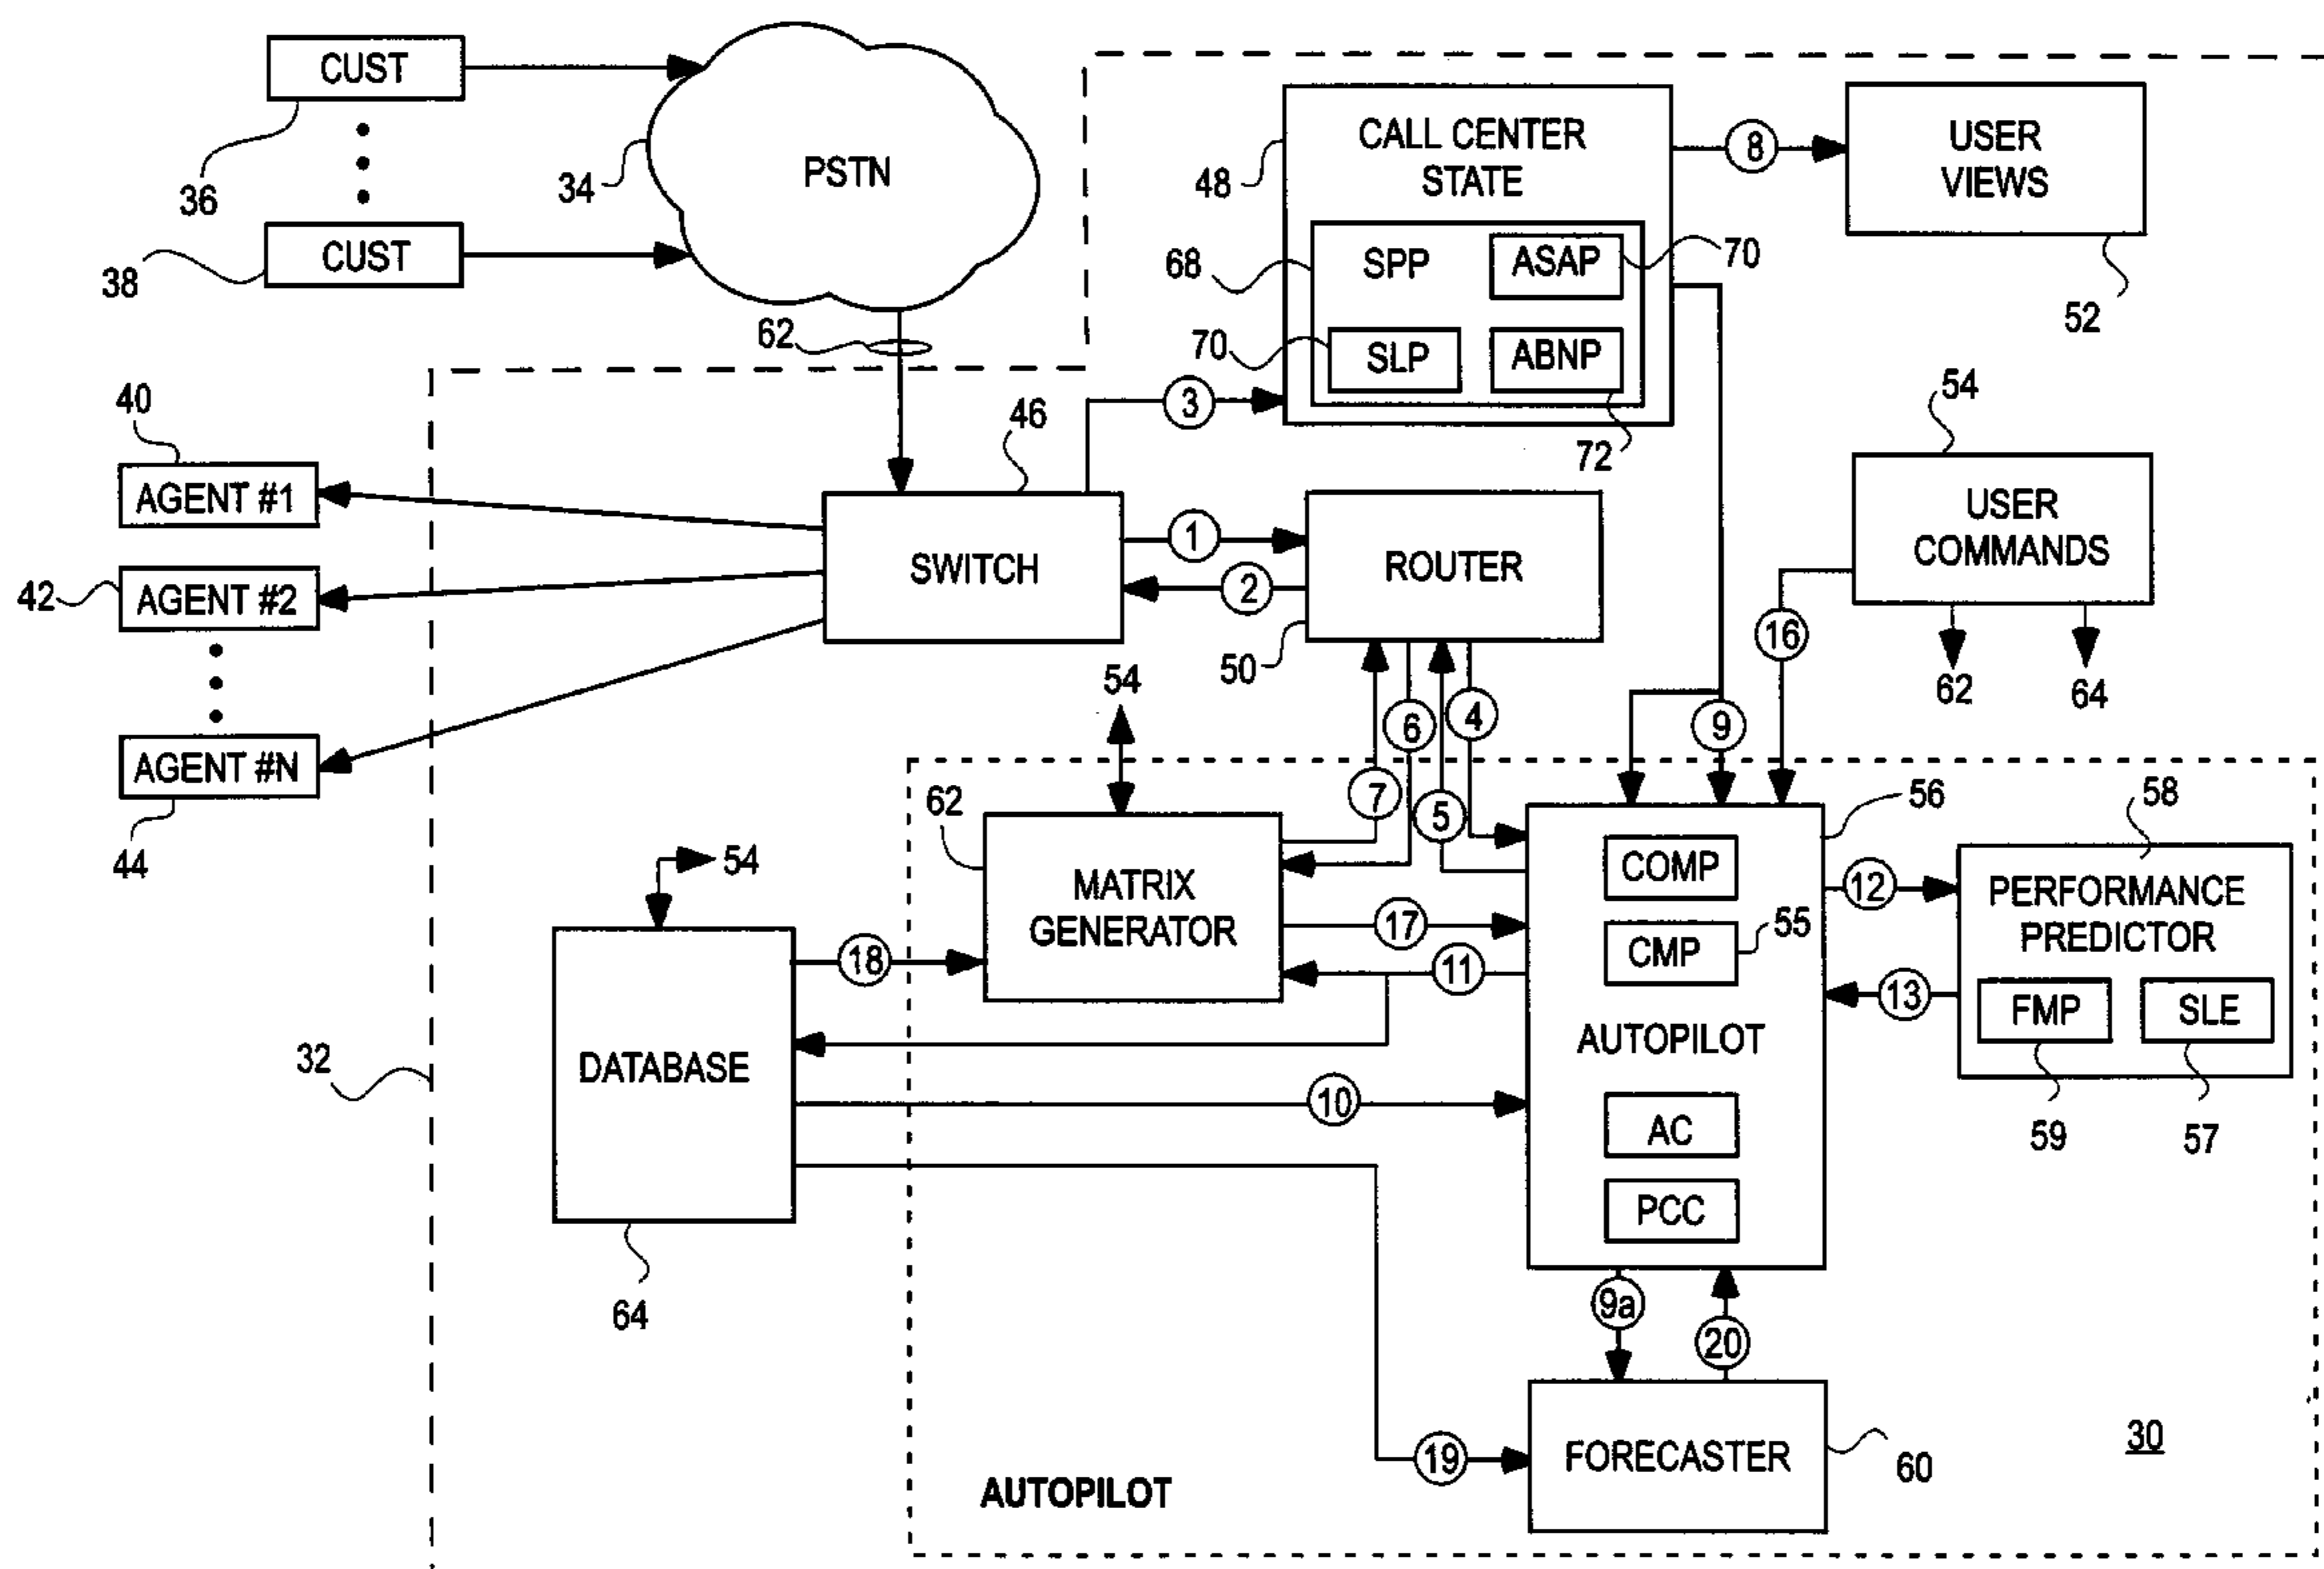 CUST
36
CUST
38
34
PSTN
62
CALL CENTER
STATE
48
8
USER
VIEWS
52
68
SPP
ASAP
70
70
SLP
ABNP
72
3
40
AGENT #1
42
AGENT #2
AGENT #N
44
46
SWITCH
1
2
ROUTER
50
54
USER
COMMANDS
16
62
64
54
6
4
9
7
5
62
MATRIX
GENERATOR
54
DATABASE
64
18
17
11
10
32
56
COMP
CMP
55
AUTOPILOT
AC
PCC
12
13
58
PERFORMANCE
PREDICTOR
FMP
SLE
59
57
9a
20
19
FORECASTER
60
30
AUTOPILOT